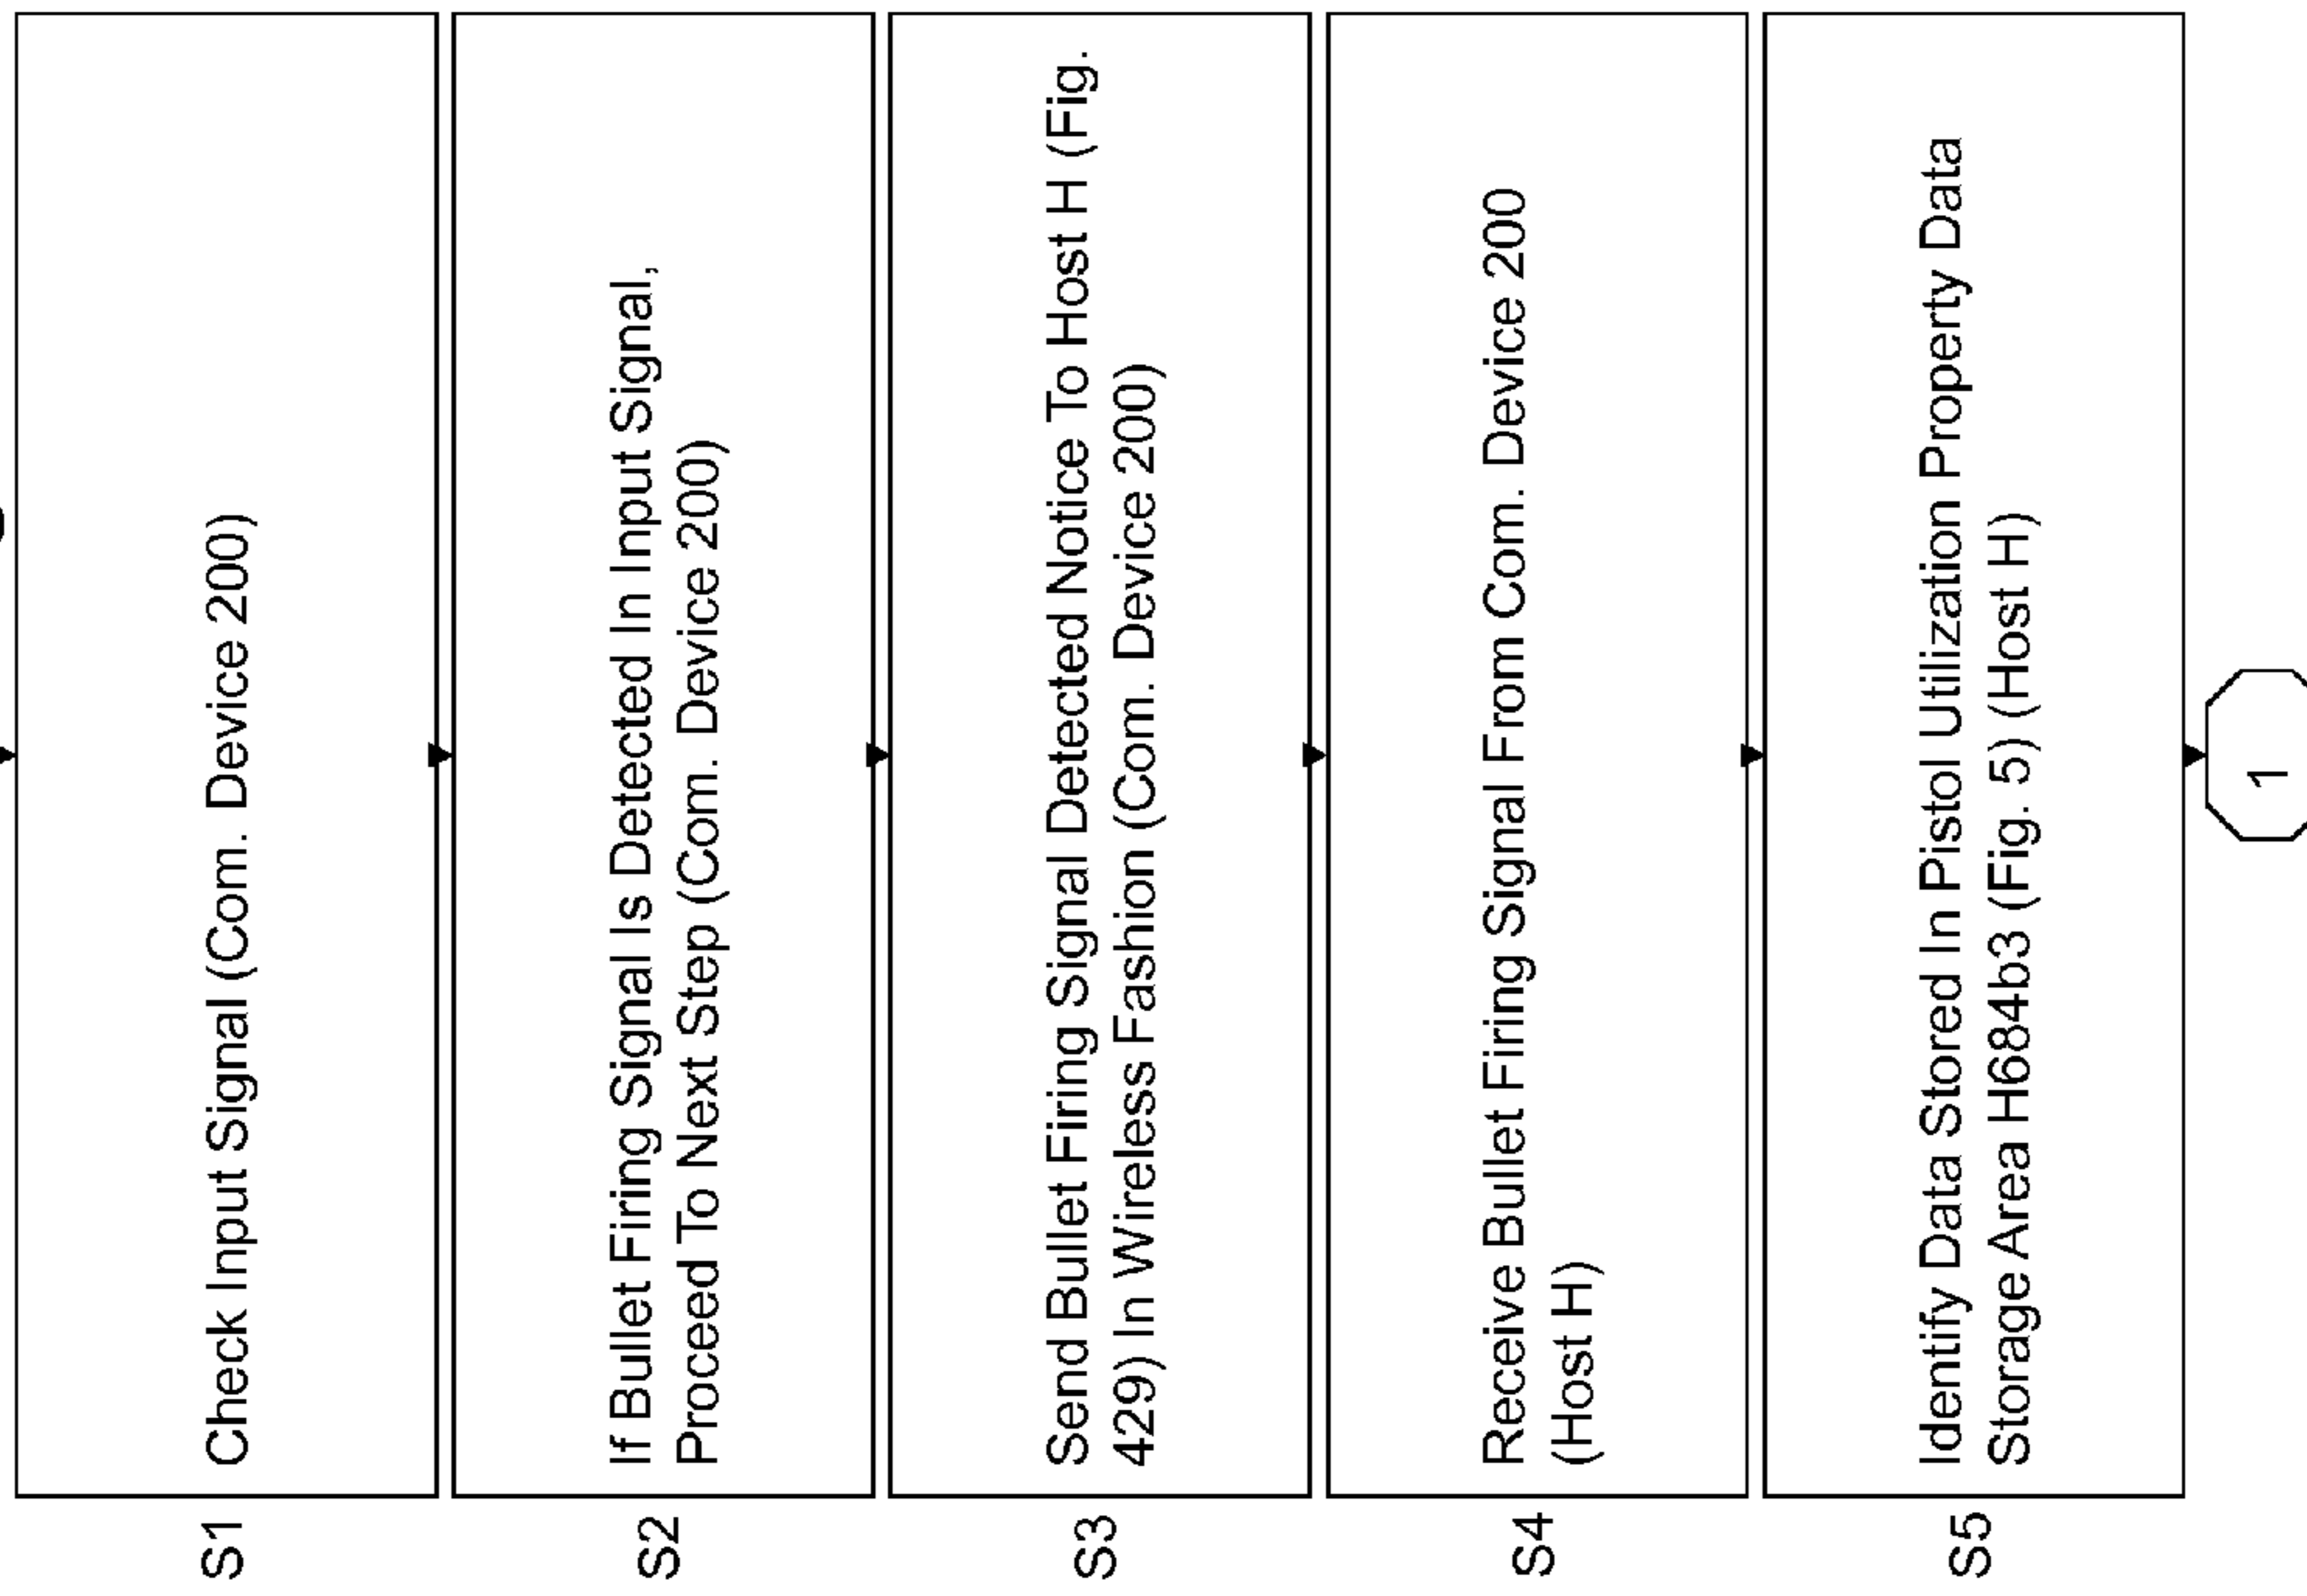 S1
Check Input Signal (Com. Device 200)
S2
If Bullet Firing Signal Is Detected In Input Signal,
Proceed To Next Step (Com. Device 200)
S3
Send Bullet Firing Signal Detected Notice To Host H (Fig.
429) In Wireless Fashion (Com. Device 200)
S4
Receive Bullet Firing Signal From Com. Device 200
(Host H)
S5
Identify Data Stored In Pistol Utilization Property Data
Storage Area H684b3 (Fig. 5) (Host H)
1